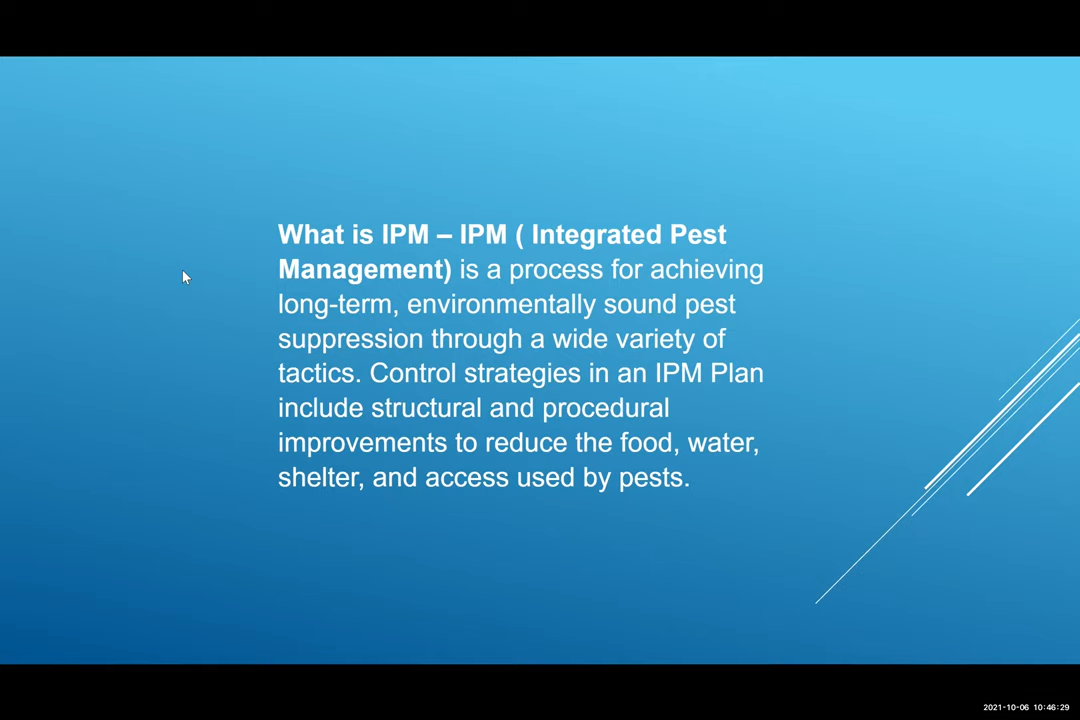 What is IPM – IPM ( Integrated Pest
Management) is a process for achieving
long-term, environmentally sound pest
suppression through a wide variety of
tactics. Control strategies in an IPM Plan
include structural and procedural
improvements to reduce the food, water,
shelter, and access used by pests.
2021-10-06 10:46:29